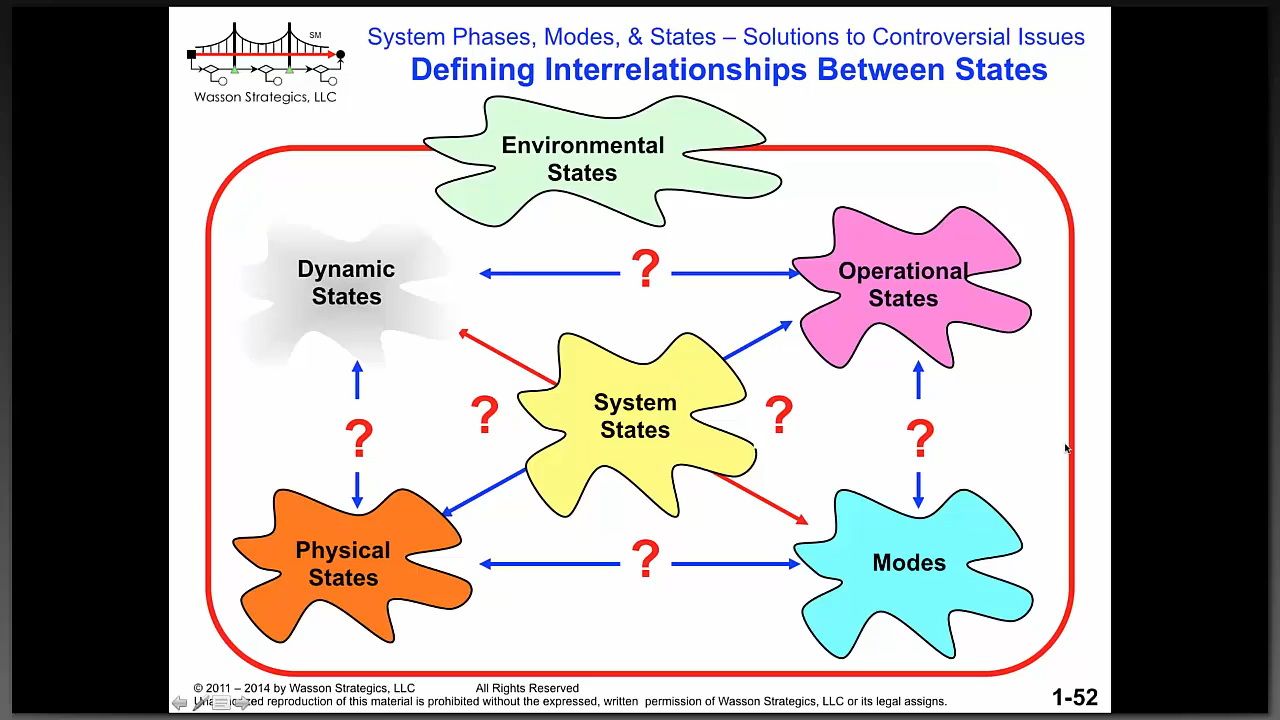 SM
Wasson Strategics, LLC
System Phases, Modes, & States – Solutions to Controversial Issues
Defining Interrelationships Between States
Environmental
States
Dynamic
States
?
Operational
States
?
?
System
States
?
?
Physical
States
?
Modes
© 2011 – 2014 by Wasson Strategics, LLC All Rights Reserved
reproduction of this material is prohibited without the expressed, written permission of Wasson Strategics, LLC or its legal assigns.
1-52